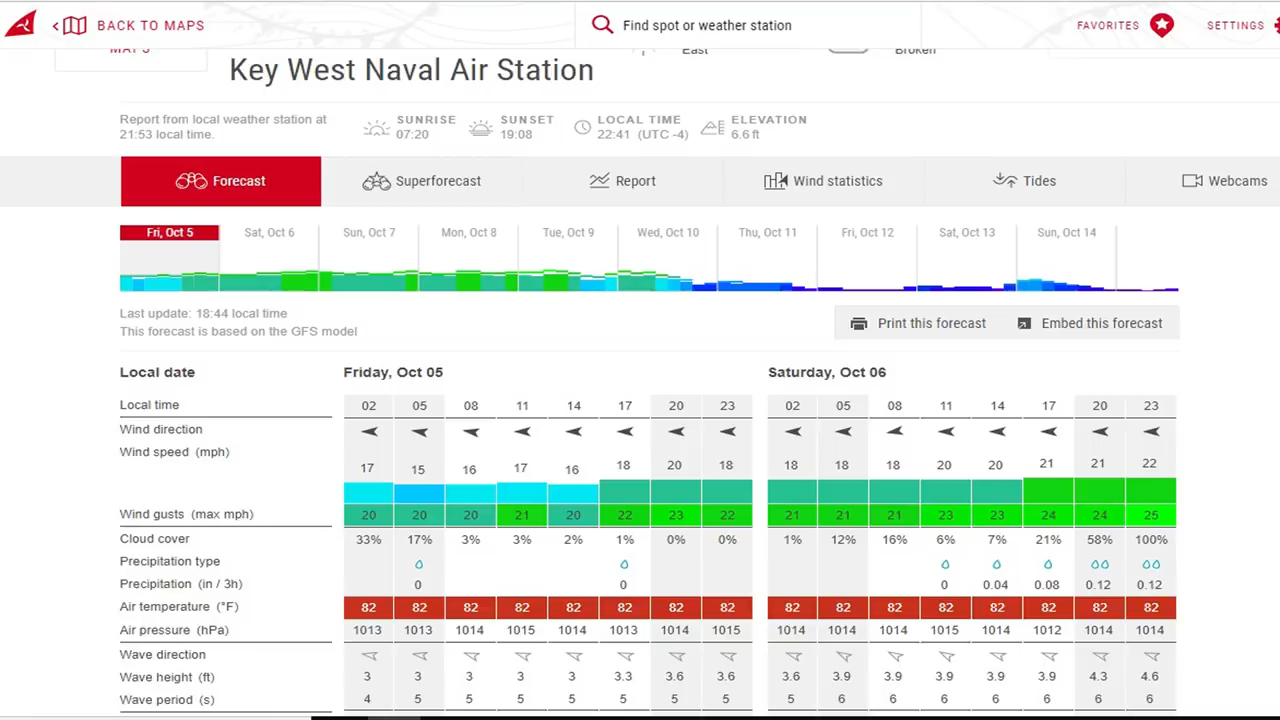 BACK TO MAPS
Find spot or weather station
FAVORITES
SETTINGS
MAPS
East
Broken
Key West Naval Air Station
Report from local weather station at
21:53 local time.
SUNRISE
07:20
SUNSET
19:08
LOCAL TIME
22:41 (UTC -4)
ELEVATION
6.6 ft
Forecast
Superforecast
Report
Wind statistics
Tides
Webcams
Fri, Oct 5 Sat, Oct 6 Sun, Oct 7 Mon, Oct 8 Tue, Oct 9 Wed, Oct 10 Thu, Oct 11 Fri, Oct 12 Sat, Oct 13 Sun, Oct 14
Last update: 18:44 local time
This forecast is based on the GFS model
Print this forecast
Embed this forecast
Local date Friday, Oct 05 Saturday, Oct 06
Local time 02 05 08 11 14 17 20 23 02 05 08 11 14 17 20 23
Wind direction
Wind speed (mph) 17 15 16 17 16 18 20 18 18 18 18 20 20 21 21 22
Wind gusts (max mph) 20 20 20 21 20 22 23 22 21 21 21 23 23 24 24 25
Cloud cover 33% 17% 3% 3% 2% 1% 0% 0% 1% 12% 16% 6% 7% 21% 58% 100%
Precipitation type
Precipitation (in / 3h) 0 0 0 0.04 0.08 0.12 0.12
Air temperature (°F) 82 82 82 82 82 82 82 82 82 82 82 82 82 82 82 82
Air pressure (hPa) 1013 1013 1014 1015 1014 1013 1014 1015 1014 1014 1014 1015 1014 1012 1014 1014
Wave direction
Wave height (ft) 3 3 3 3 3 3.3 3.6 3.6 3.6 3.9 3.9 3.9 3.9 3.9 4.3 4.6
Wave period (s) 4 5 5 5 5 5 5 5 5 6 6 6 6 6 6 6